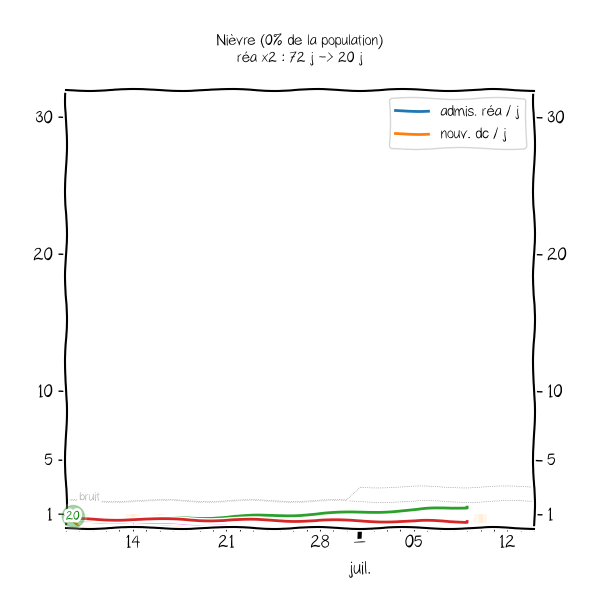 Nièvre (0% de la population)
réa x2 : 72 j -> 20 j
admis. réa / j
nouv. dc / j
30 30
20 20
10 10
5 5
bruit
1 20 1
14 21 28 1 05 12
juil.